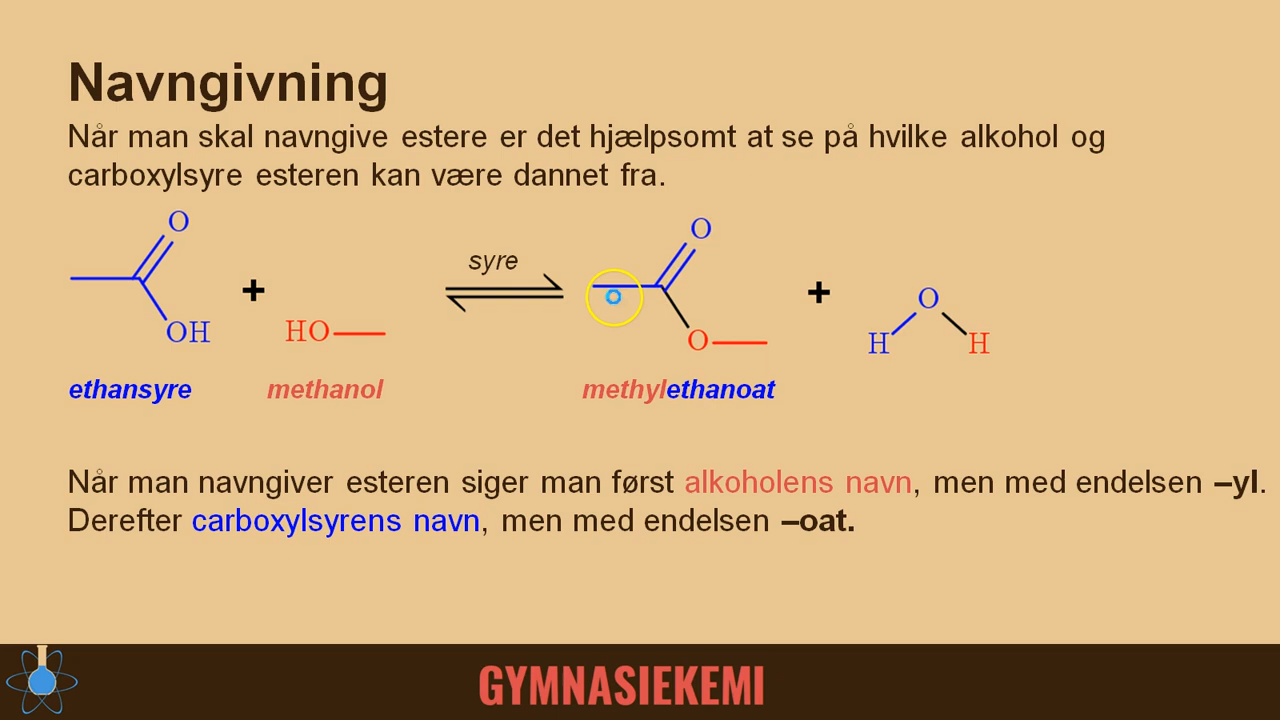 Navngivning
Når man skal navngive estere er det hjælpsomt at se på hvilke alkohol og
carboxylsyre esteren kan være dannet fra.
O
OH
+
HO
syre
O
O
+
O
H
H
ethansyre
methanol
methylethanoat
Når man navngiver esteren siger man først alkoholens navn, men med endelsen –yl.
Derefter carboxylsyrens navn, men med endelsen –oat.
GYMNASIEKEMI